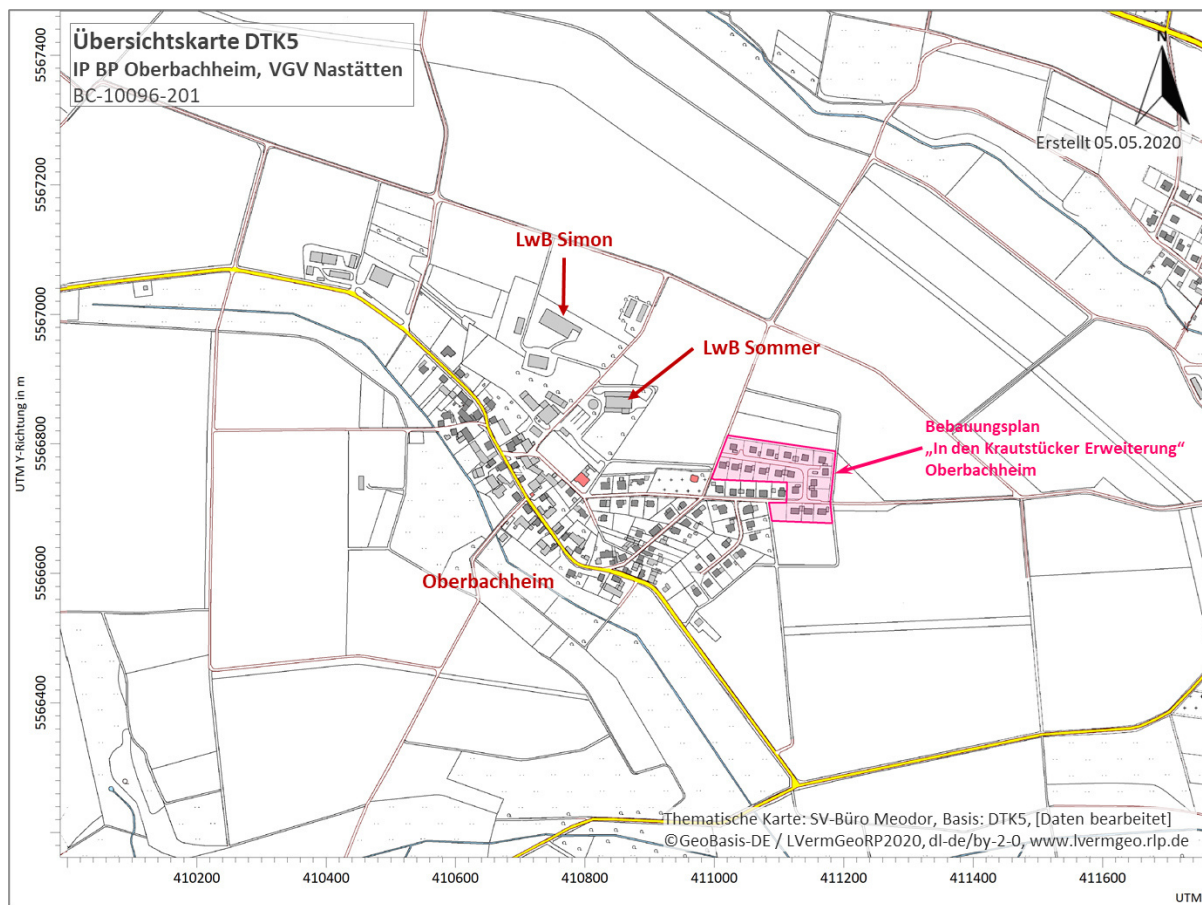 Übersichtskarte DTK5
IP BP Oberbachheim, VGV Nastätten
BC-10096-201
N
Erstellt 05.05.2020
LwB Simon
LwB Sommer
Bebauungsplan
„In den Krautstücker Erweiterung“
Oberbachheim
Oberbachheim
Thematische Karte: SV-Büro Meodor, Basis: DTK5, [Daten bearbeitet]
©GeoBasis-DE / LVermGeoRP2020, dl-de/by-2-0, www.lvermgeo.rlp.de
UTM Y-Richtung in m
5567400
5567200
5567000
5566800
5566600
5566400
410200 410400 410600 410800 411000 411200 411400 411600
UTM